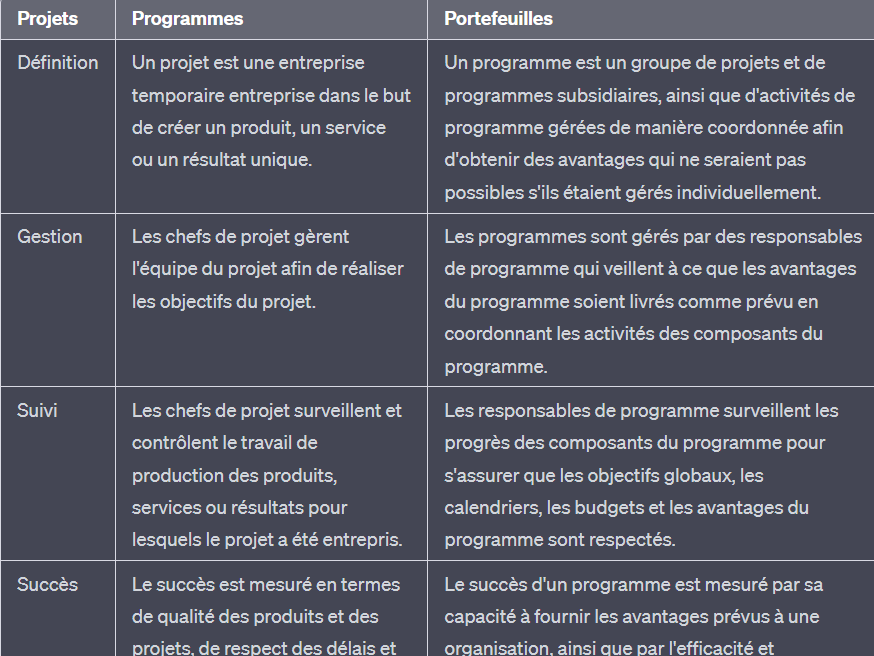 Projets Programmes Portefeuilles
Définition
Un projet est une entreprise
temporaire entreprise dans le but
de créer un produit, un service
ou un résultat unique.
Un programme est un groupe de projets et de
programmes subsidiaires, ainsi que d'activités de
programme gérées de manière coordonnée afin
d'obtenir des avantages qui ne seraient pas
possibles s'ils étaient gérés individuellement.
Gestion
Les chefs de projet gèrent
l'équipe du projet afin de réaliser
les objectifs du projet.
Les programmes sont gérés par des responsables
de programme qui veillent à ce que les avantages
du programme soient livrés comme prévu en
coordonnant les activités des composants du
programme.
Suivi
Les chefs de projet surveillent et
contrôlent le travail de
production des produits,
services ou résultats pour
lesquels le projet a été entrepris.
Les responsables de programme surveillent les
progrès des composants du programme pour
s'assurer que les objectifs globaux, les
calendriers, les budgets et les avantages du
programme sont respectés.
Succès
Le succès est mesuré en termes
de qualité des produits et des
projets, de respect des délais et
Le succès d'un programme est mesuré par sa
capacité à fournir les avantages prévus à une
organisation, ainsi que par l'efficacité et